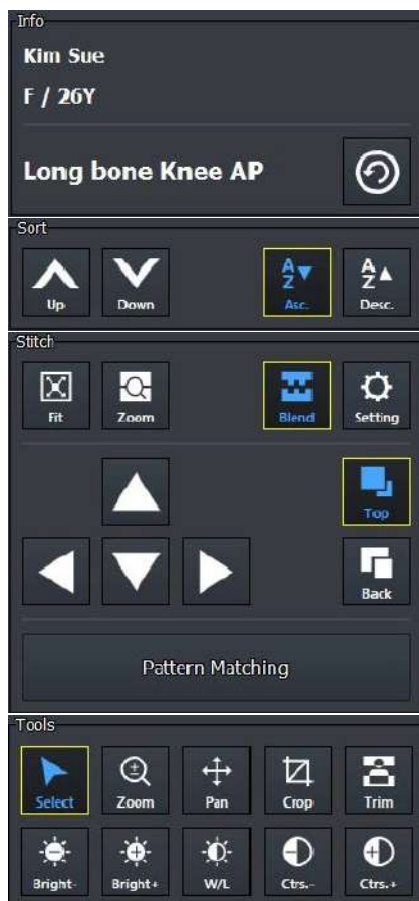 Info
Kim Sue
F / 26Y
Long bone Knee AP
Sort
Up Down A Z Asc. A Z Desc.
Stitch
Fit Zoom Blend Setting
Top
Back
Pattern Matching
Tools
Select Zoom Pan Crop Trim
Bright- Bright+ W/L Ctrs.- Ctrs.+